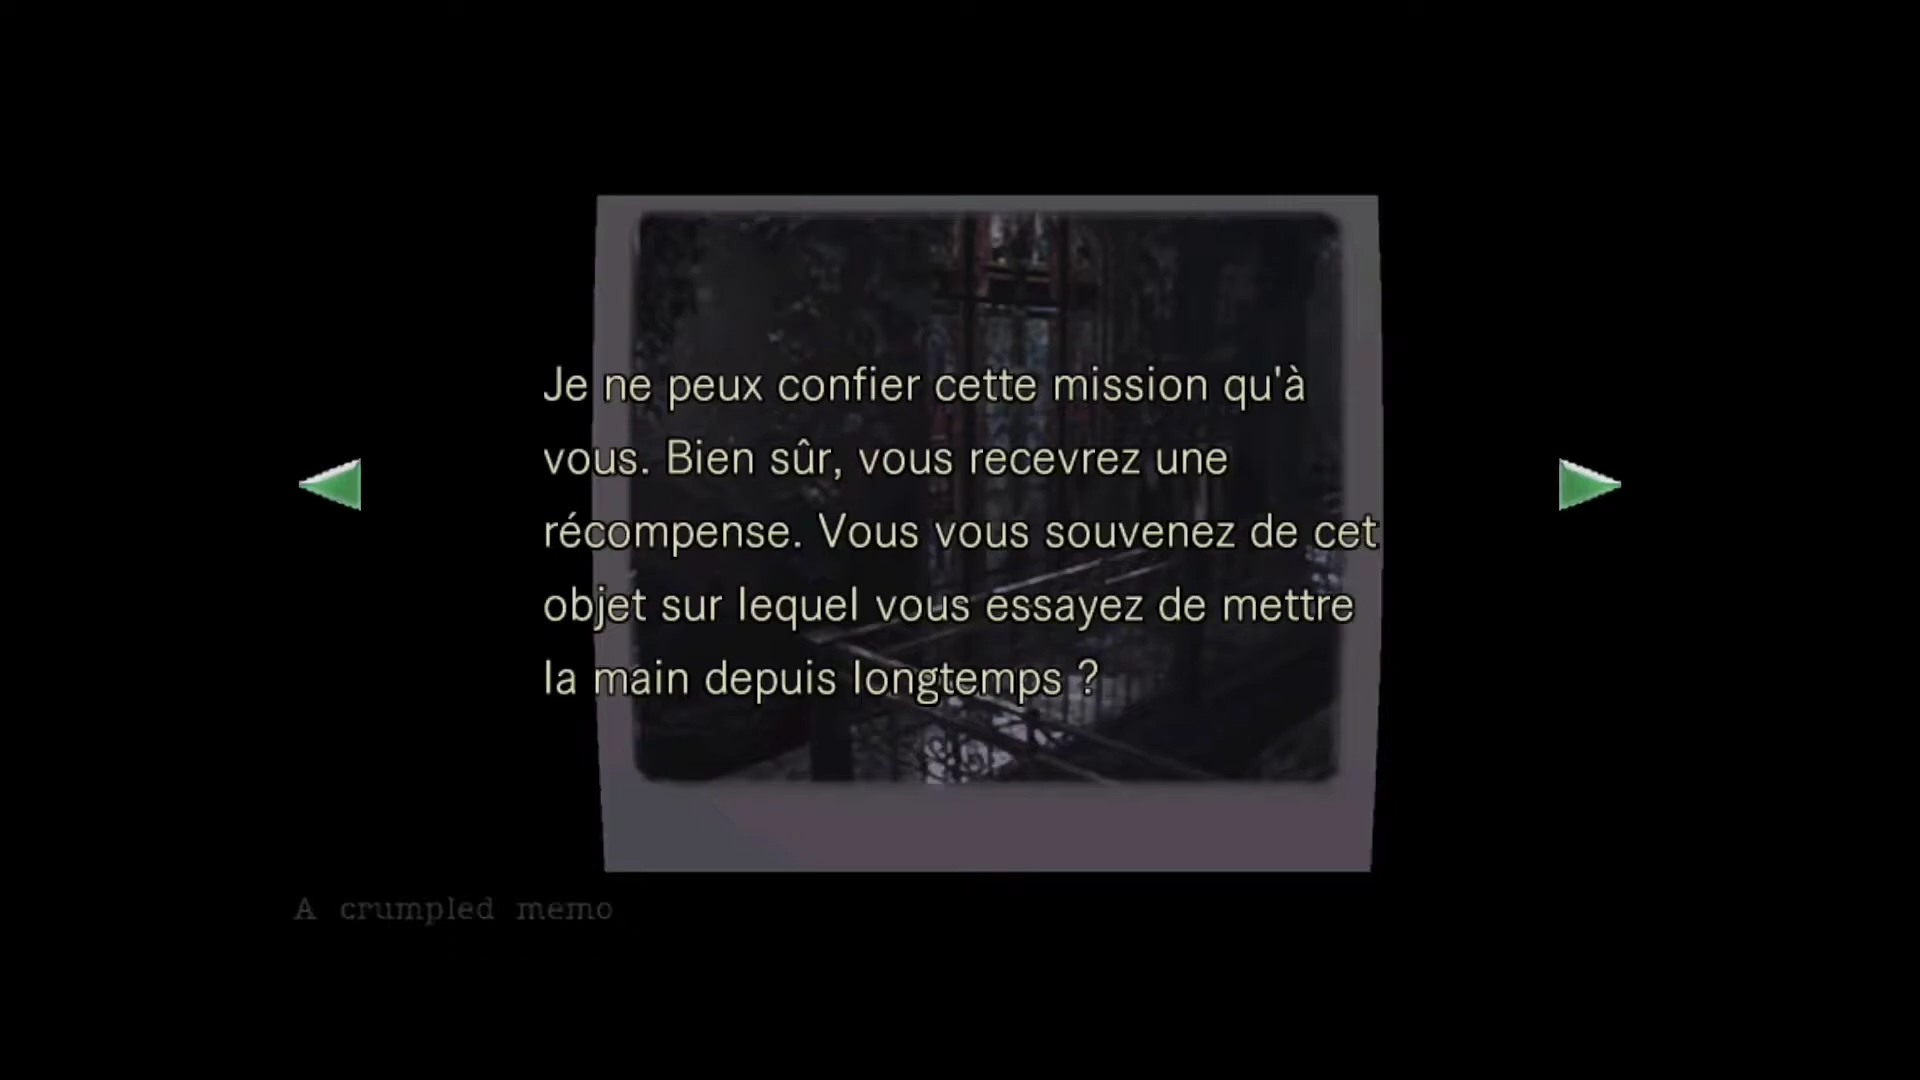 Je ne peux confier cette mission qu'à
vous. Bien sûr, vous recevrez une
récompense. Vous vous souvenez de cet
objet sur lequel vous essayez de mettre
la main depuis longtemps ?
A crumpled memo